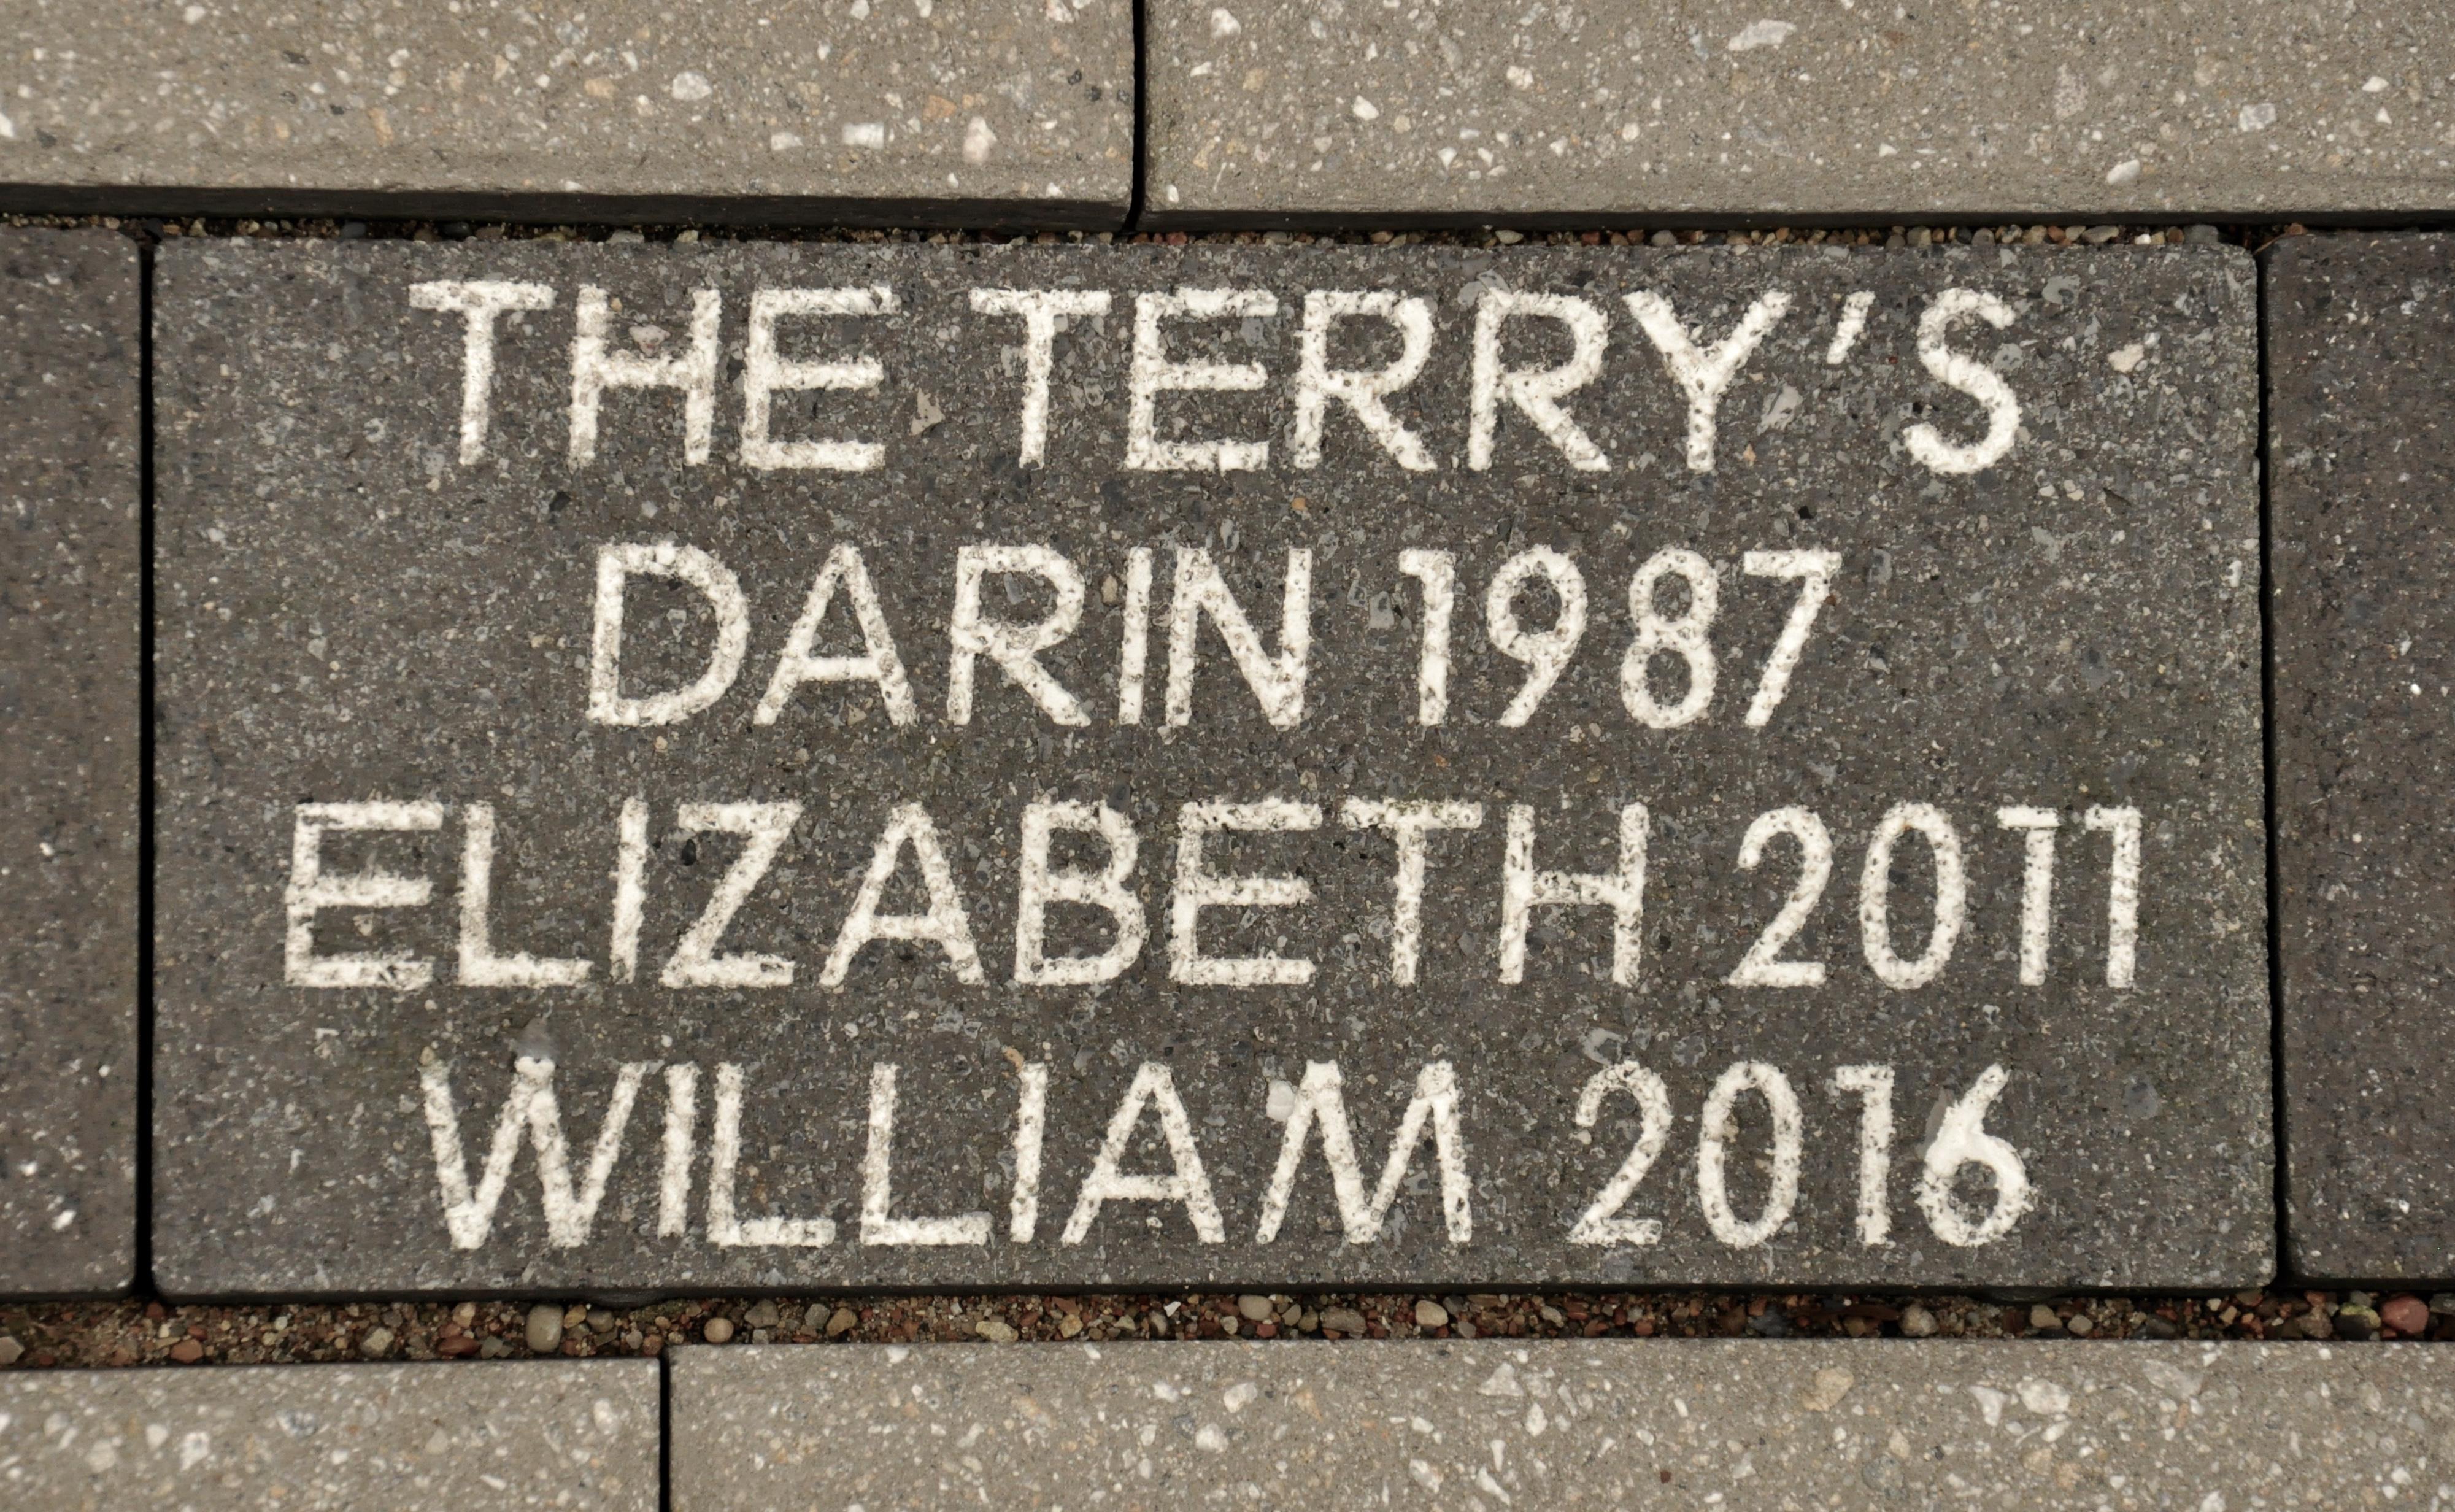 THE TERRY'S
DARIN 1987
ELIZABETH 2011
WILLIAM 2016